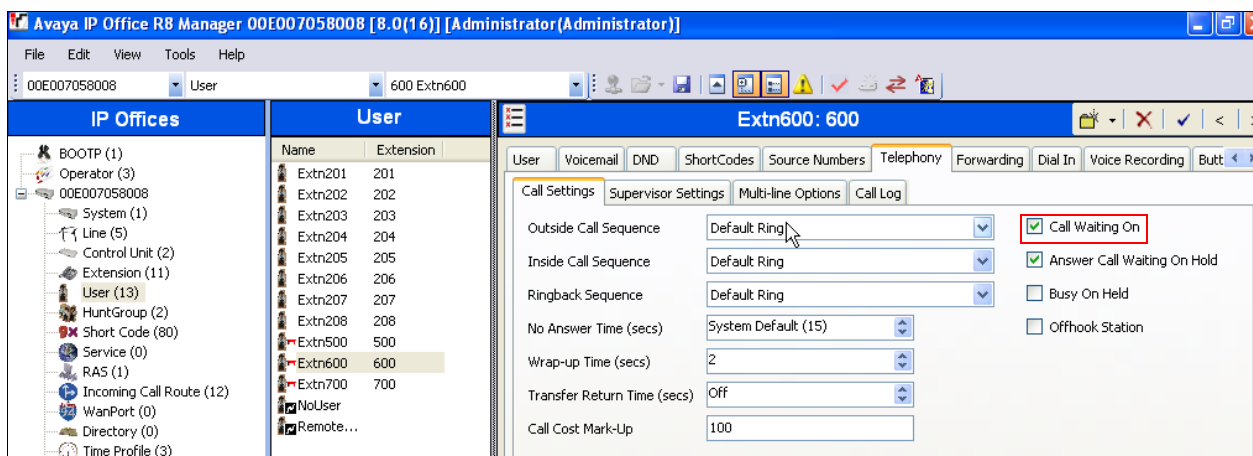 Avaya IP Office R8 Manager 00E007058008 [8.0(16)] [Administrator(Administrator)]
File Edit View Tools Help
00E007058008 User 600 Extn600
IP Offices
BOOTP (1)
Operator (3)
00E007058008
System (1)
Line (5)
Control Unit (2)
Extension (11)
User (13)
HuntGroup (2)
Short Code (80)
Service (0)
RAS (1)
Incoming Call Route (12)
WanPort (0)
Directory (0)
Time Profile (3)
User
Name Extension
Extn201 201
Extn202 202
Extn203 203
Extn204 204
Extn205 205
Extn206 206
Extn207 207
Extn208 208
Extn500 500
Extn600 600
Extn700 700
NoUser
Remote...
Extn600: 600
User Voicemail DND ShortCodes Source Numbers Telephony Forwarding Dial In Voice Recording Butt
Call Settings Supervisor Settings Multi-line Options Call Log
Outside Call Sequence Default Ring Call Waiting On
Inside Call Sequence Default Ring Answer Call Waiting On Hold
Ringback Sequence Default Ring Busy On Held
No Answer Time (secs) System Default (15) Offhook Station
Wrap-up Time (secs) 2
Transfer Return Time (secs) Off
Call Cost Mark-Up 100